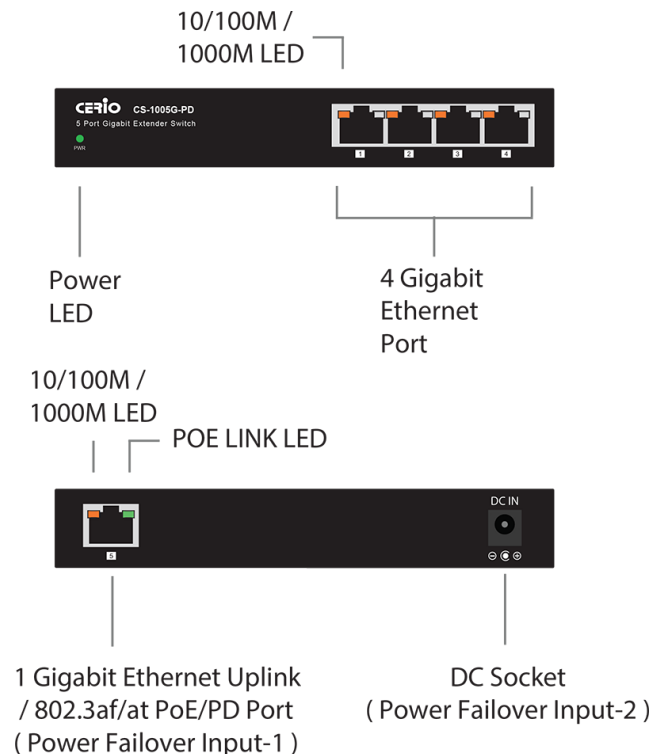 10/100M /
1000M LED
CERIO CS-1005G-PD
5 Port Gigabit Extender Switch
PWR
1 2 3 4
Power
LED
4 Gigabit
Ethernet
Port
10/100M /
1000M LED
POE LINK LED
DC IN
5
1 Gigabit Ethernet Uplink
/ 802.3af/at PoE/PD Port
( Power Failover Input-1 )
DC Socket
( Power Failover Input-2 )